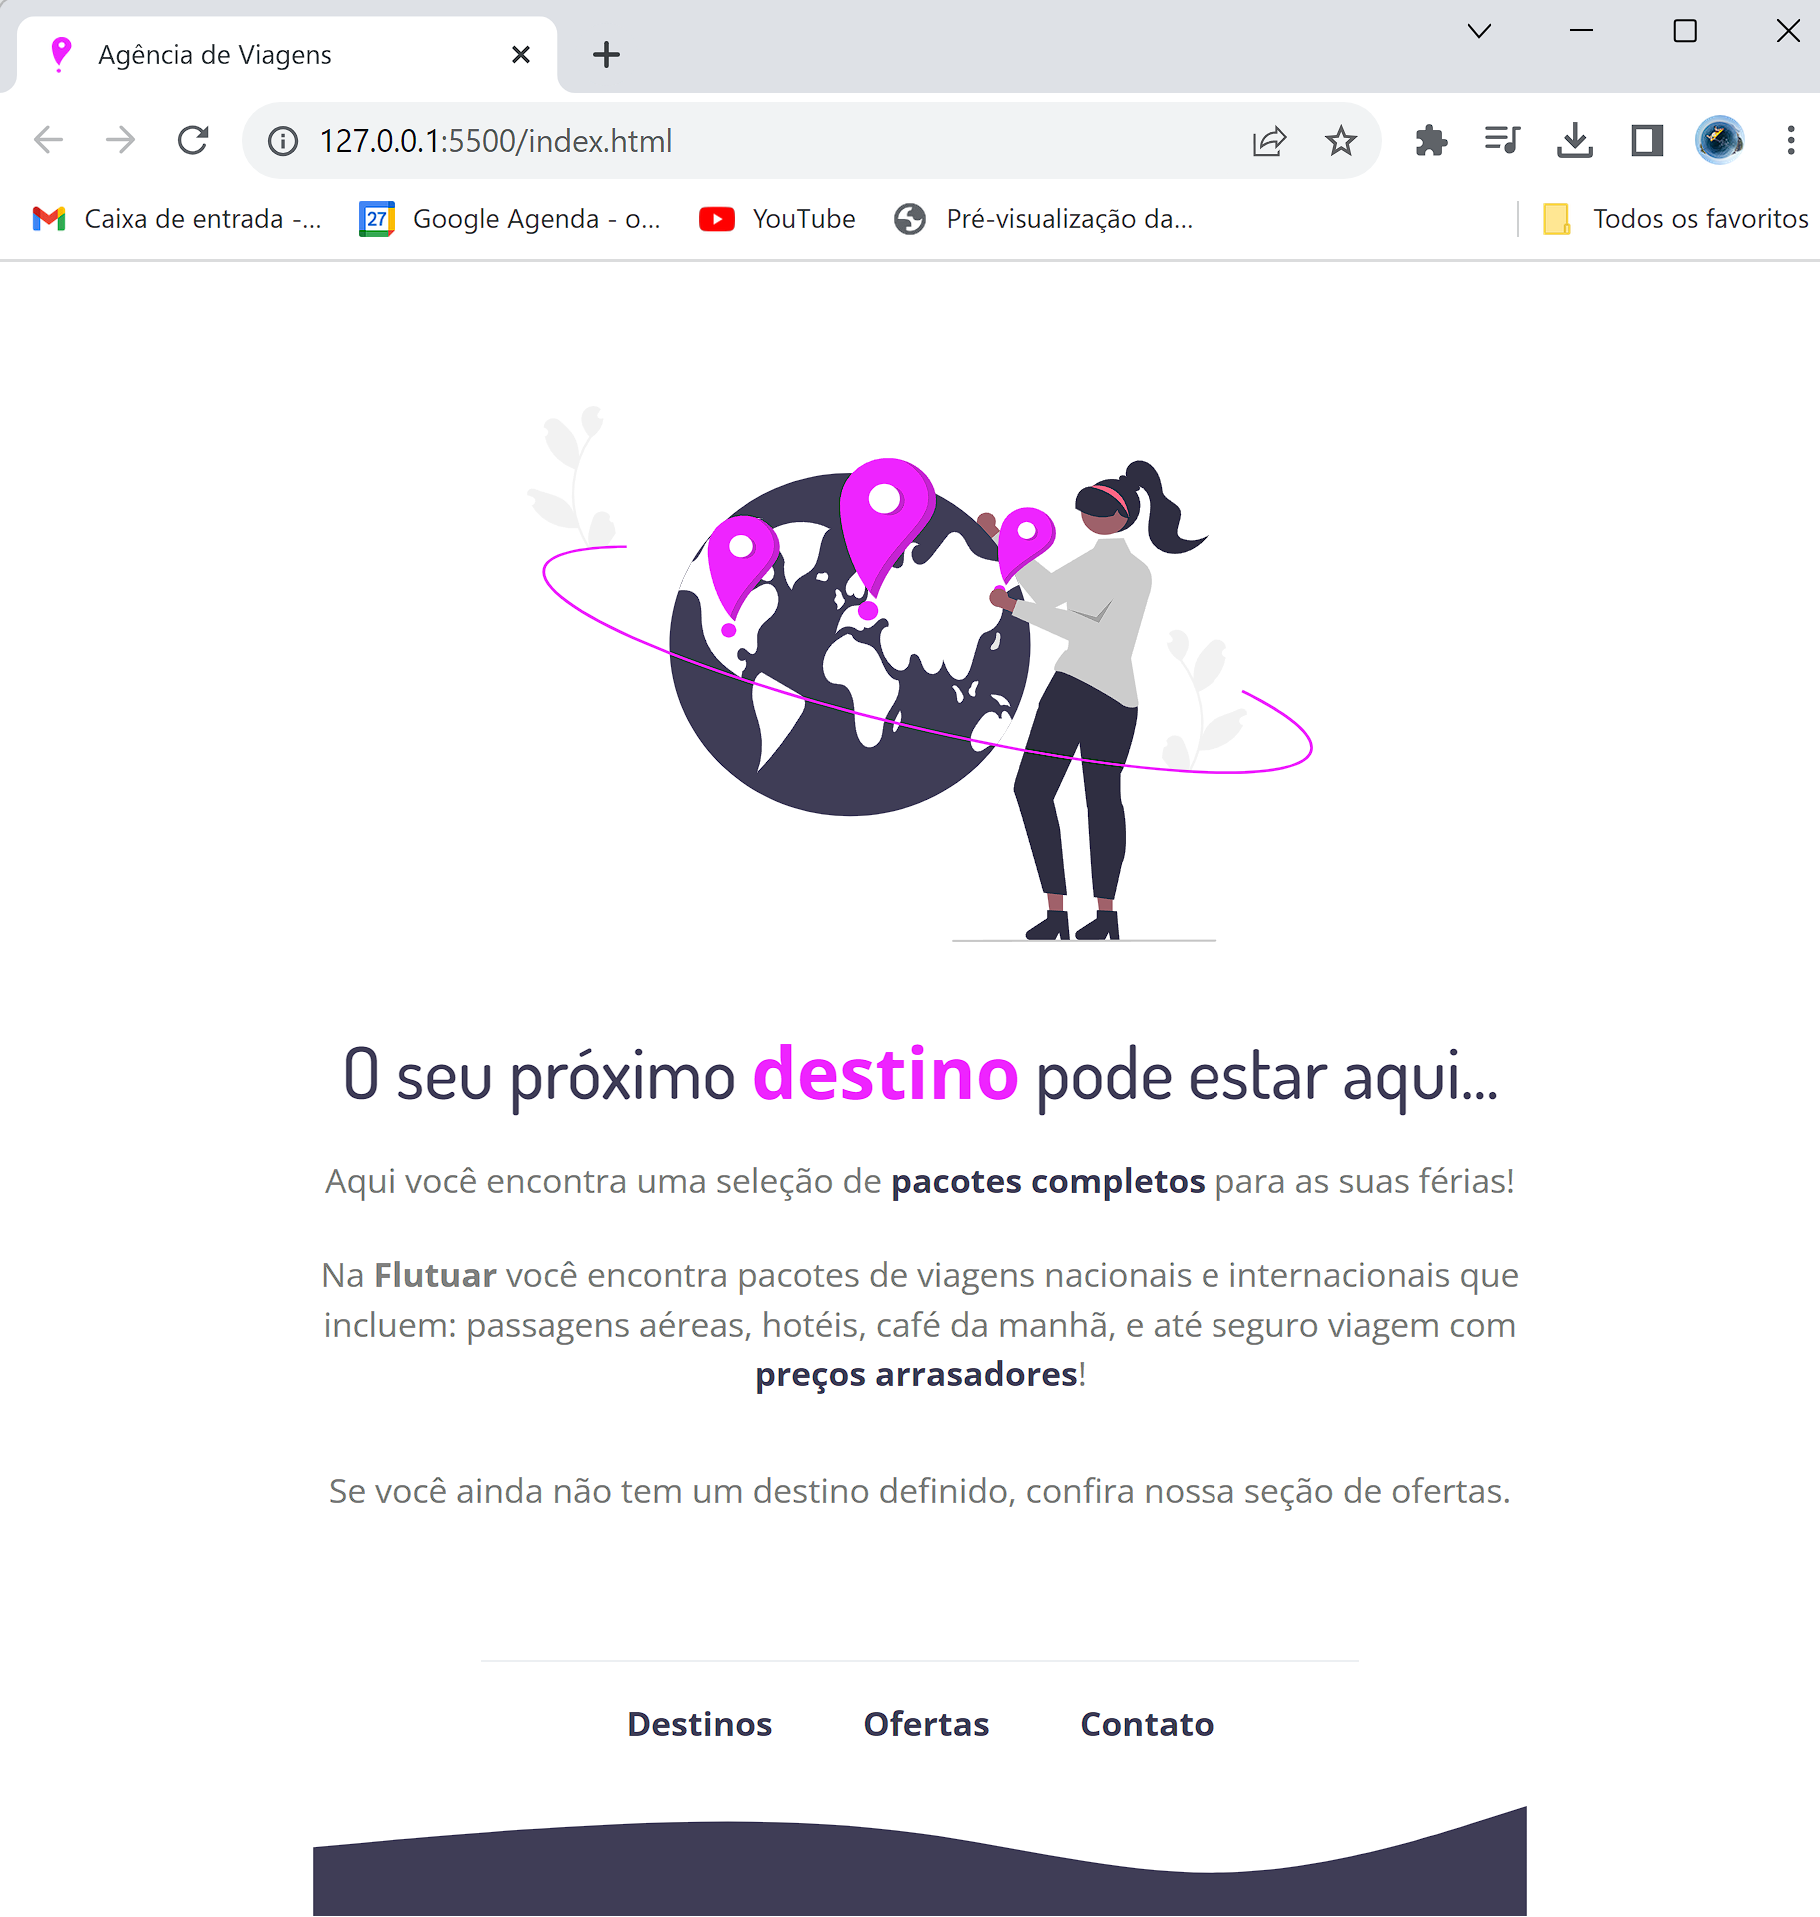 Agência de Viagens
127.0.0.1:5500/index.html
Caixa de entrada -... 27 Google Agenda - o... YouTube Pré-visualização da... Todos os favoritos
O seu próximo destino pode estar aqui...
Aqui você encontra uma seleção de pacotes completos para as suas férias!
Na Flutuar você encontra pacotes de viagens nacionais e internacionais que
incluem: passagens aéreas, hotéis, café da manhã, e até seguro viagem com
preços arrasadores!
Se você ainda não tem um destino definido, confira nossa seção de ofertas.
Destinos Ofertas Contato